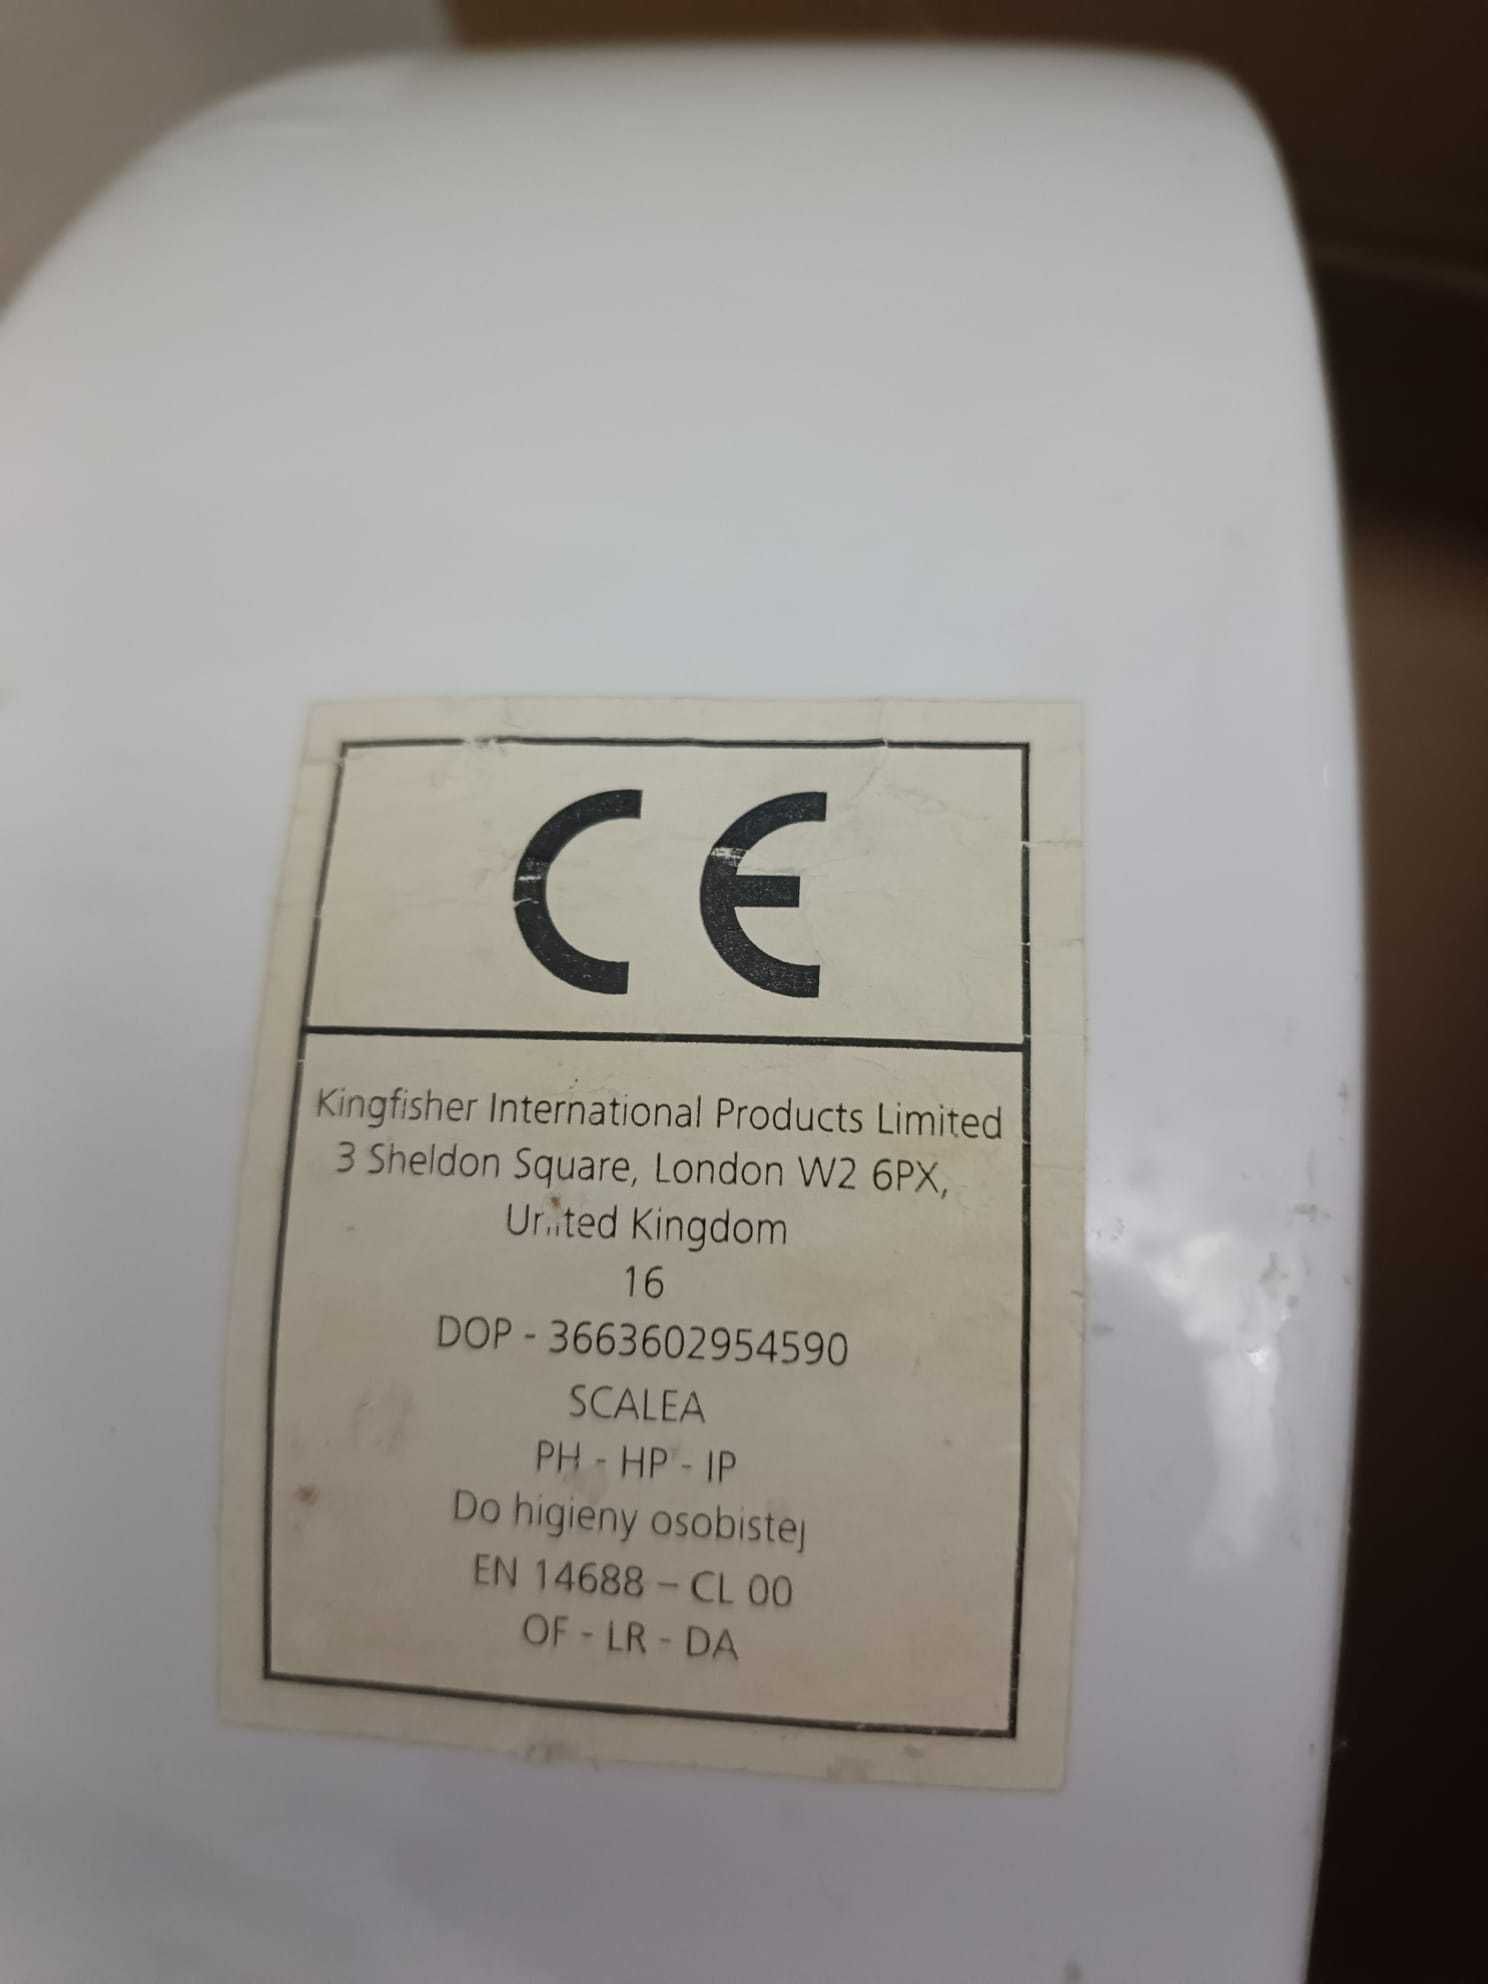 CE
Kingfisher International Products Limited
3 Sheldon Square, London W2 6PX,
United Kingdom
16
DOP - 3663602954590
SCALEA
PH - HP - IP
Do higieny osobistej
EN 14688 – CL 00
OF - LR - DA